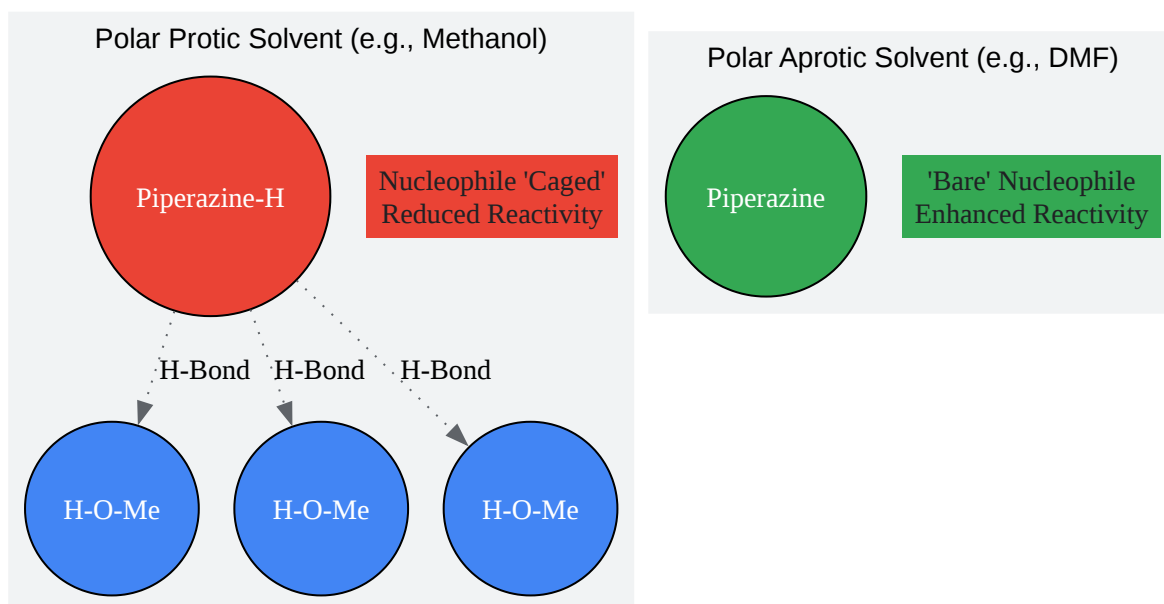 Polar Protic Solvent (e.g., Methanol)
Piperazine-H
Nucleophile 'Caged'
Reduced Reactivity
H-Bond
H-Bond
H-Bond
H-O-Me
H-O-Me
H-O-Me
Polar Aprotic Solvent (e.g., DMF)
Piperazine
'Bare' Nucleophile
Enhanced Reactivity